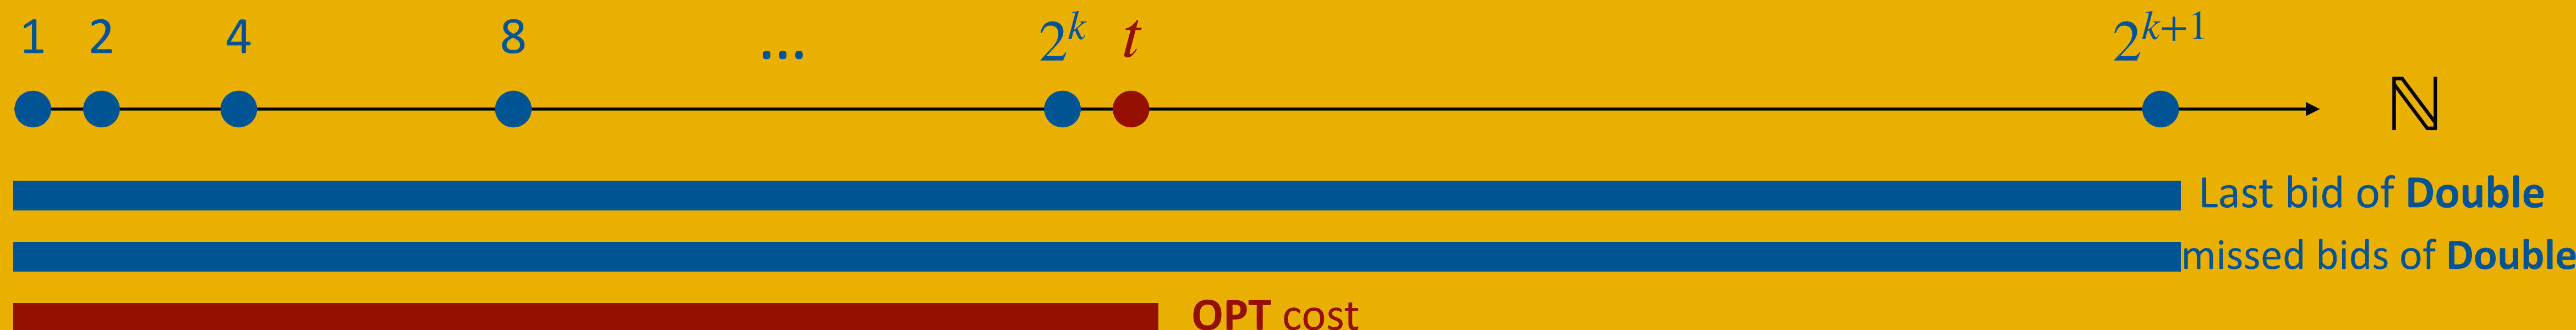 1 2 4 8 ... 2^k t 2^{k+1}
ℕ
Last bid of Double
missed bids of Double
OPT cost